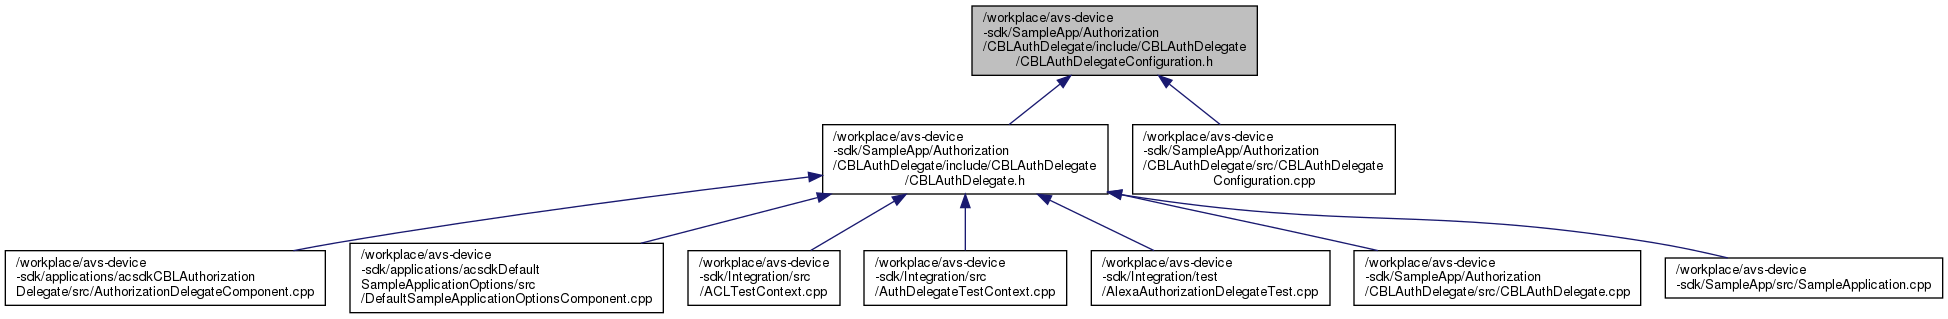 /workplace/avs-device
-sdk/SampleApp/Authorization
/CBLAuthDelegate/include/CBLAuthDelegate
/CBLAuthDelegateConfiguration.h
/workplace/avs-device
-sdk/SampleApp/Authorization
/CBLAuthDelegate/include/CBLAuthDelegate
/CBLAuthDelegate.h
/workplace/avs-device
-sdk/SampleApp/Authorization
/CBLAuthDelegate/src/CBLAuthDelegate
Configuration.cpp
/workplace/avs-device
-sdk/applications/acsdkCBLAuthorization
Delegate/src/AuthorizationDelegateComponent.cpp
/workplace/avs-device
-sdk/applications/acsdkDefault
SampleApplicationOptions/src
/DefaultSampleApplicationOptionsComponent.cpp
/workplace/avs-device
-sdk/Integration/src
/ACLTestContext.cpp
/workplace/avs-device
-sdk/Integration/src
/AuthDelegateTestContext.cpp
/workplace/avs-device
-sdk/Integration/test
/AlexaAuthorizationDelegateTest.cpp
/workplace/avs-device
-sdk/SampleApp/Authorization
/CBLAuthDelegate/src/CBLAuthDelegate.cpp
/workplace/avs-device
-sdk/SampleApp/src/SampleApplication.cpp